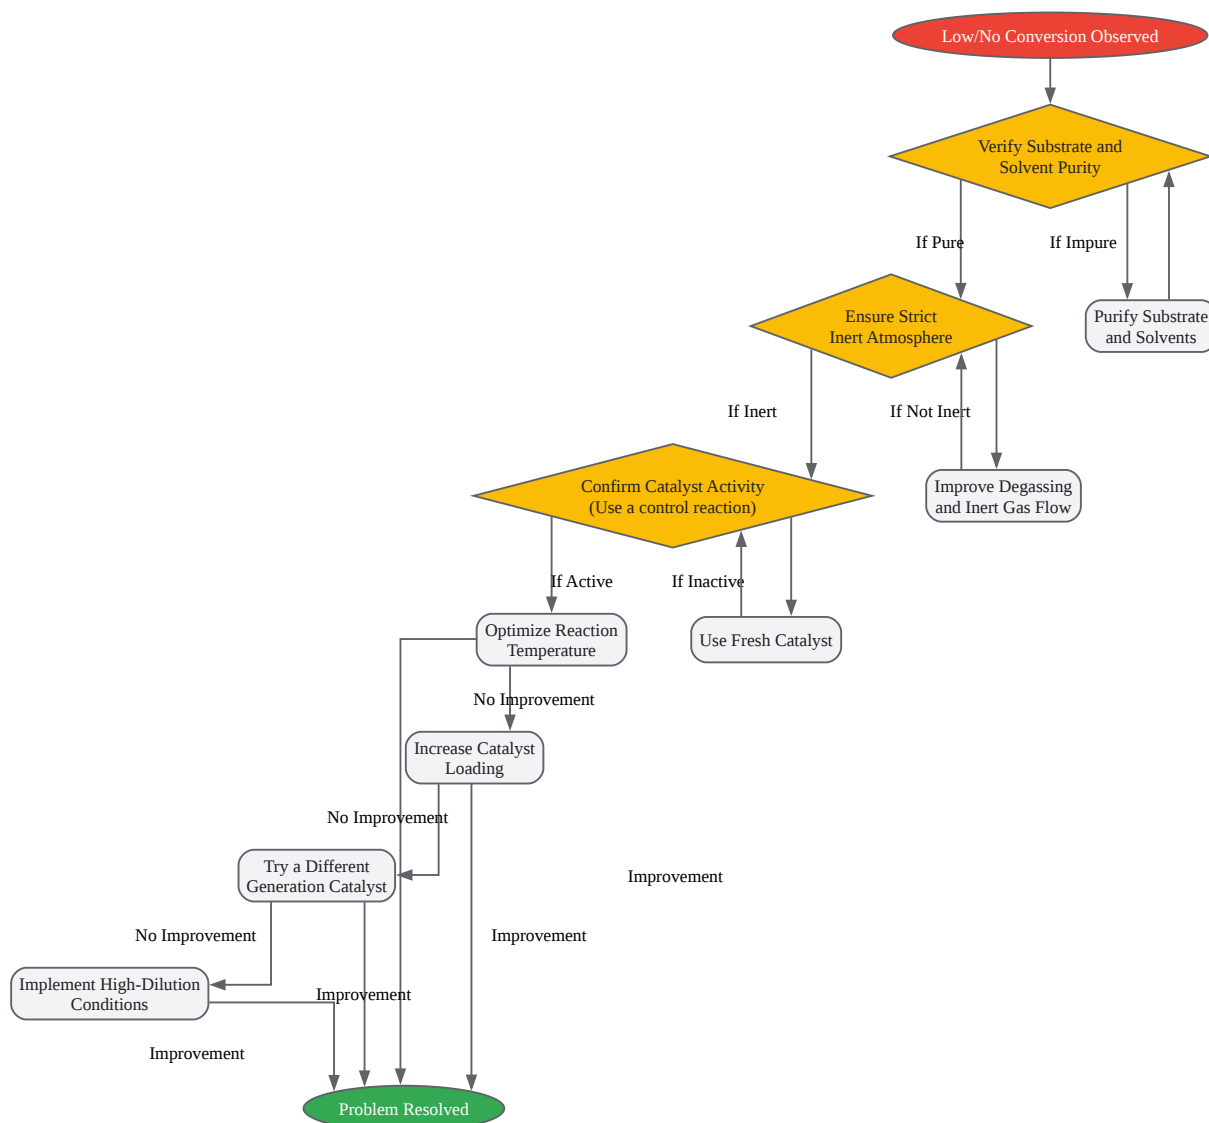 Low/No Conversion Observed
Verify Substrate and
Solvent Purity
If Pure
If Impure
Ensure Strict
Inert Atmosphere
Purify Substrate
and Solvents
If Inert
If Not Inert
Confirm Catalyst Activity
(Use a control reaction)
Improve Degassing
and Inert Gas Flow
If Active
If Inactive
Optimize Reaction
Temperature
Use Fresh Catalyst
No Improvement
Increase Catalyst
Loading
No Improvement
Try a Different
Generation Catalyst
Improvement
No Improvement
Improvement
Implement High-Dilution
Conditions
Improvement
Improvement
Problem Resolved